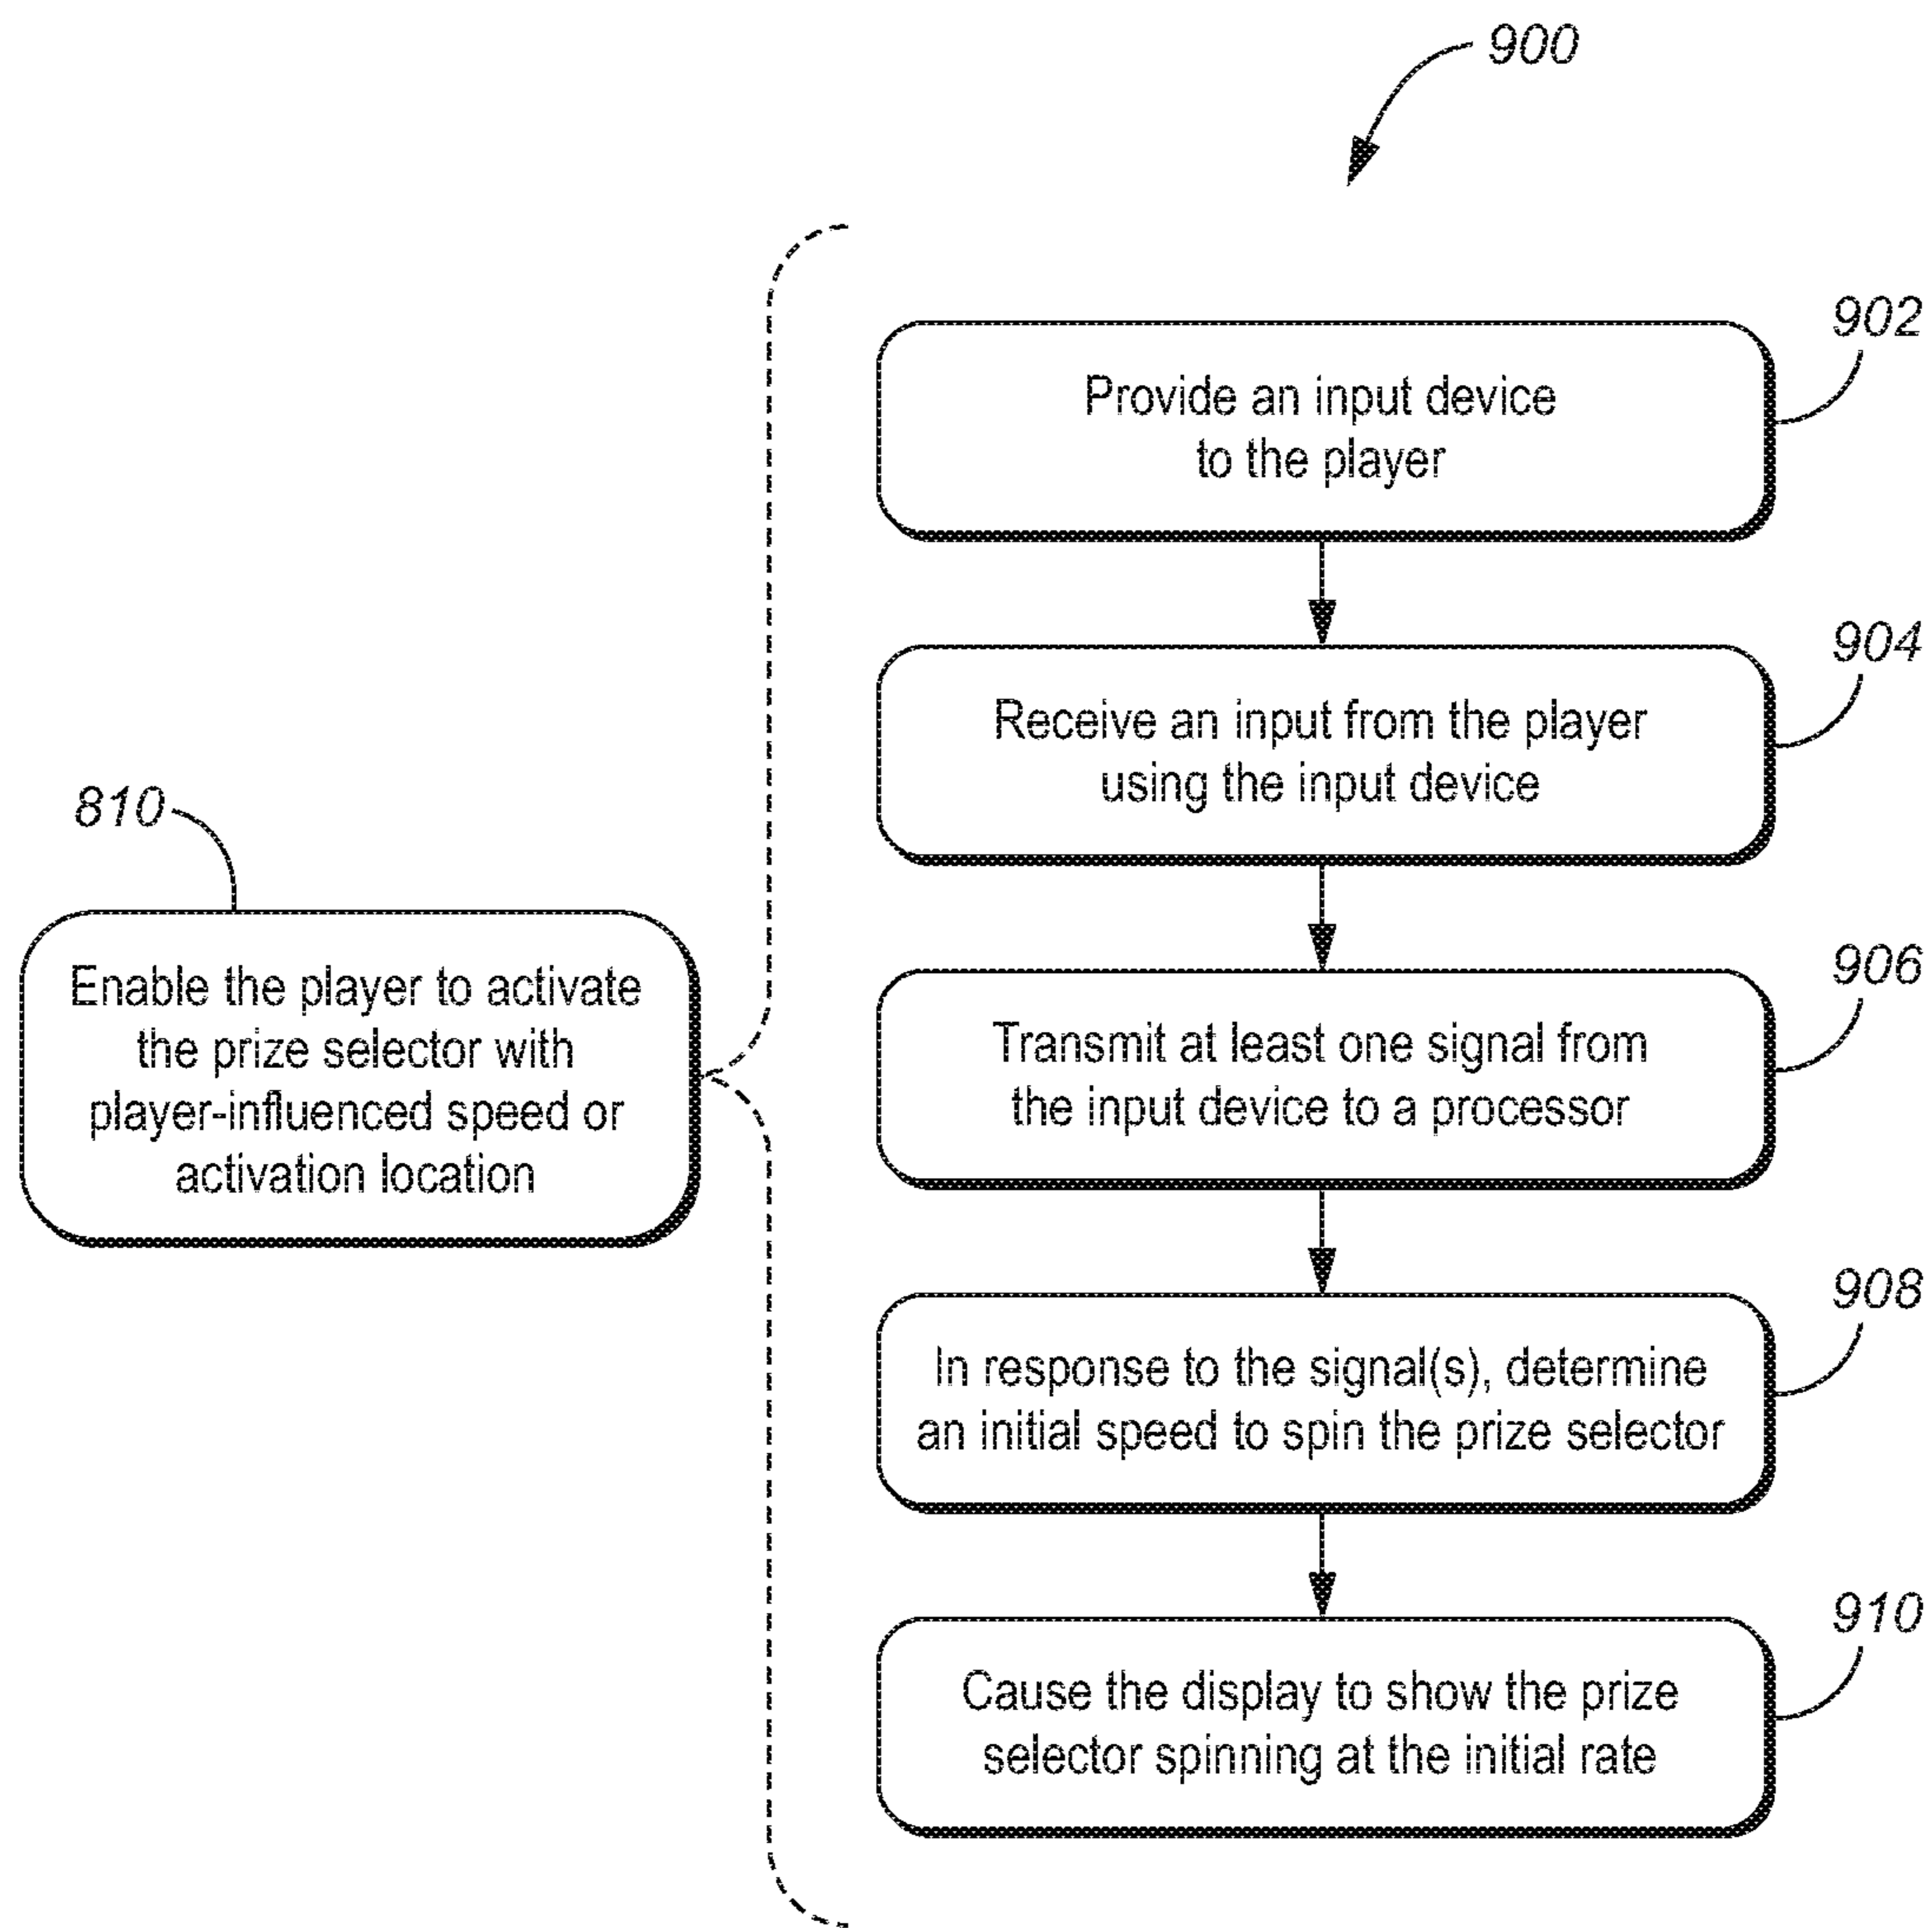 900
902
Provide an input device
to the player
904
Receive an input from the player
using the input device
810
Enable the player to activate
the prize selector with
player-influenced speed or
activation location
906
Transmit at least one signal from
the input device to a processor
908
In response to the signal(s), determine
an initial speed to spin the prize selector
910
Cause the display to show the prize
selector spinning at the initial rate